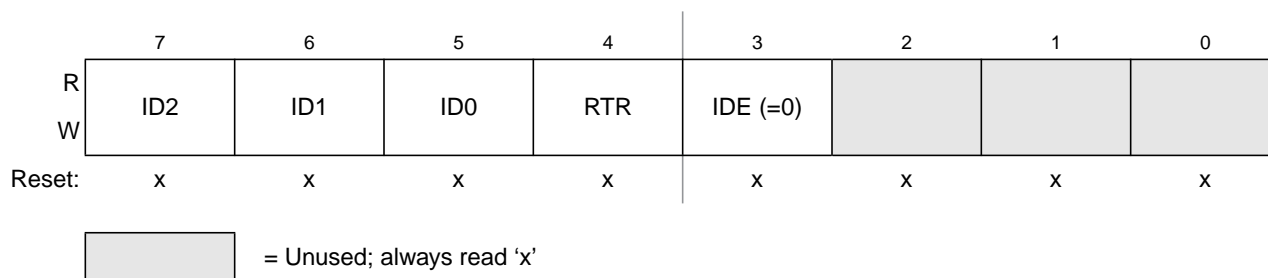 7 6 5 4 3 2 1 0
R
ID2 ID1 ID0 RTR IDE (=0)
W
Reset: x x x x x x x x
= Unused; always read ‘x’